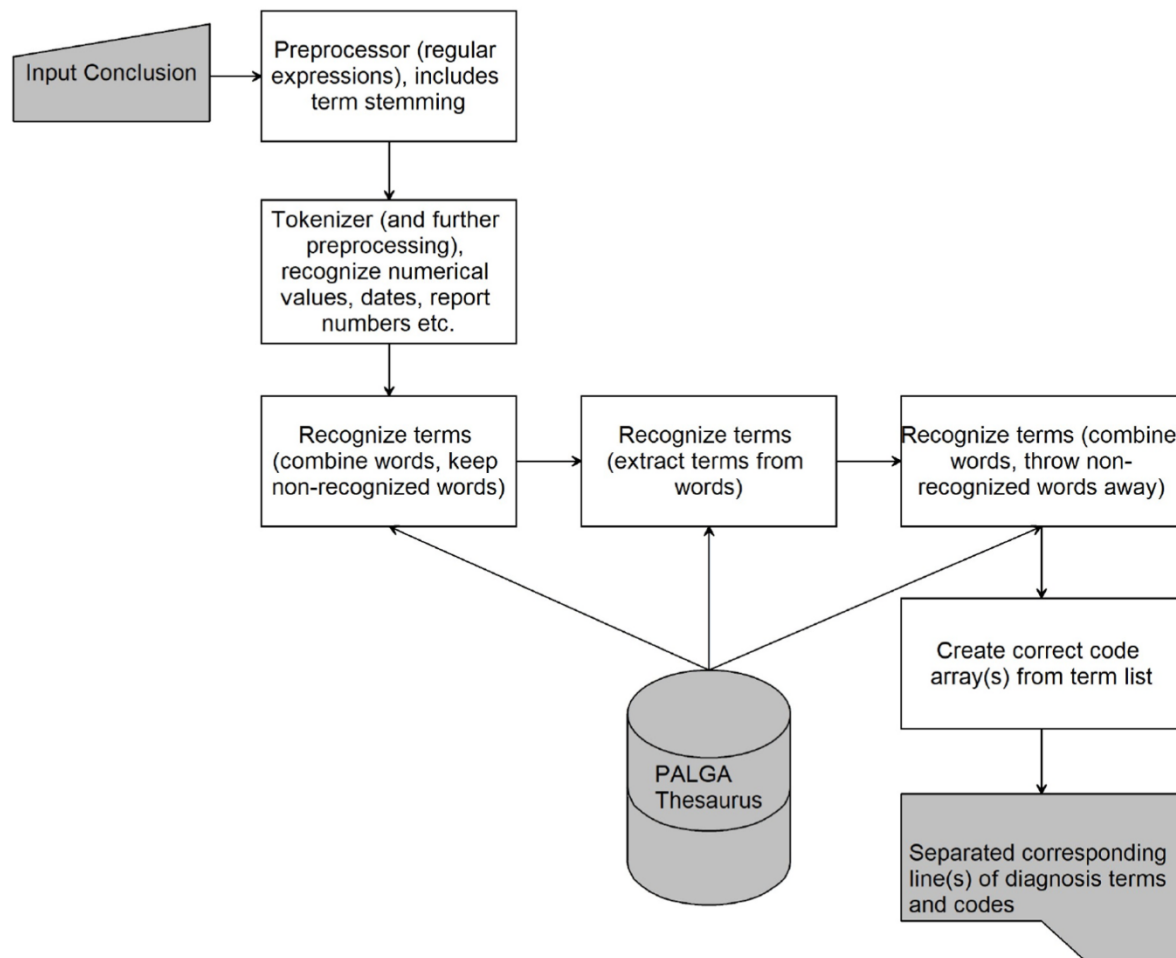 Input Conclusion
Preprocessor (regular
expressions), includes
term stemming
Tokenizer (and further
preprocessing),
recognize numerical
values, dates, report
numbers etc.
Recognize terms
(combine words, keep
non-recognized words)
Recognize terms
(extract terms from
words)
Recognize terms (combine
words, throw non-
recognized words away)
Create correct code
array(s) from term list
PALGA
Thesaurus
Separated corresponding
line(s) of diagnosis terms
and codes